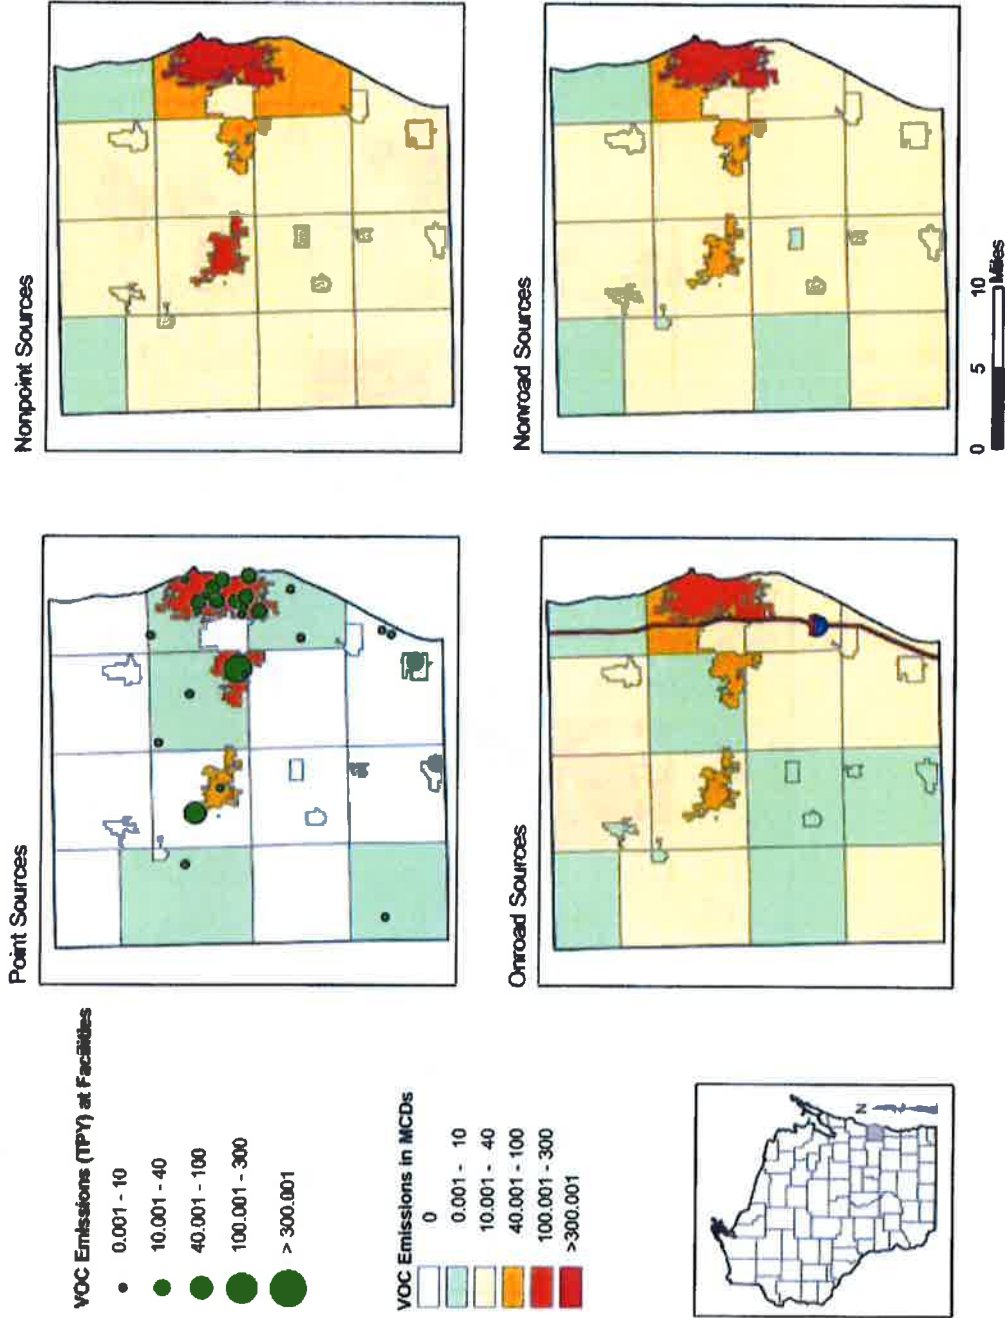 Point Sources
Nonpoint Sources
VOC Emissions (TPY) at Facilities
0.001 - 10
10.001 - 40
40.001 - 100
100.001 - 300
> 300.001
VOC Emissions in MCDs
0
0.001 - 10
10.001 - 40
40.001 - 100
100.001 - 300
>300.001
Onroad Sources
Nonroad Sources
N
0 5 10
Miles